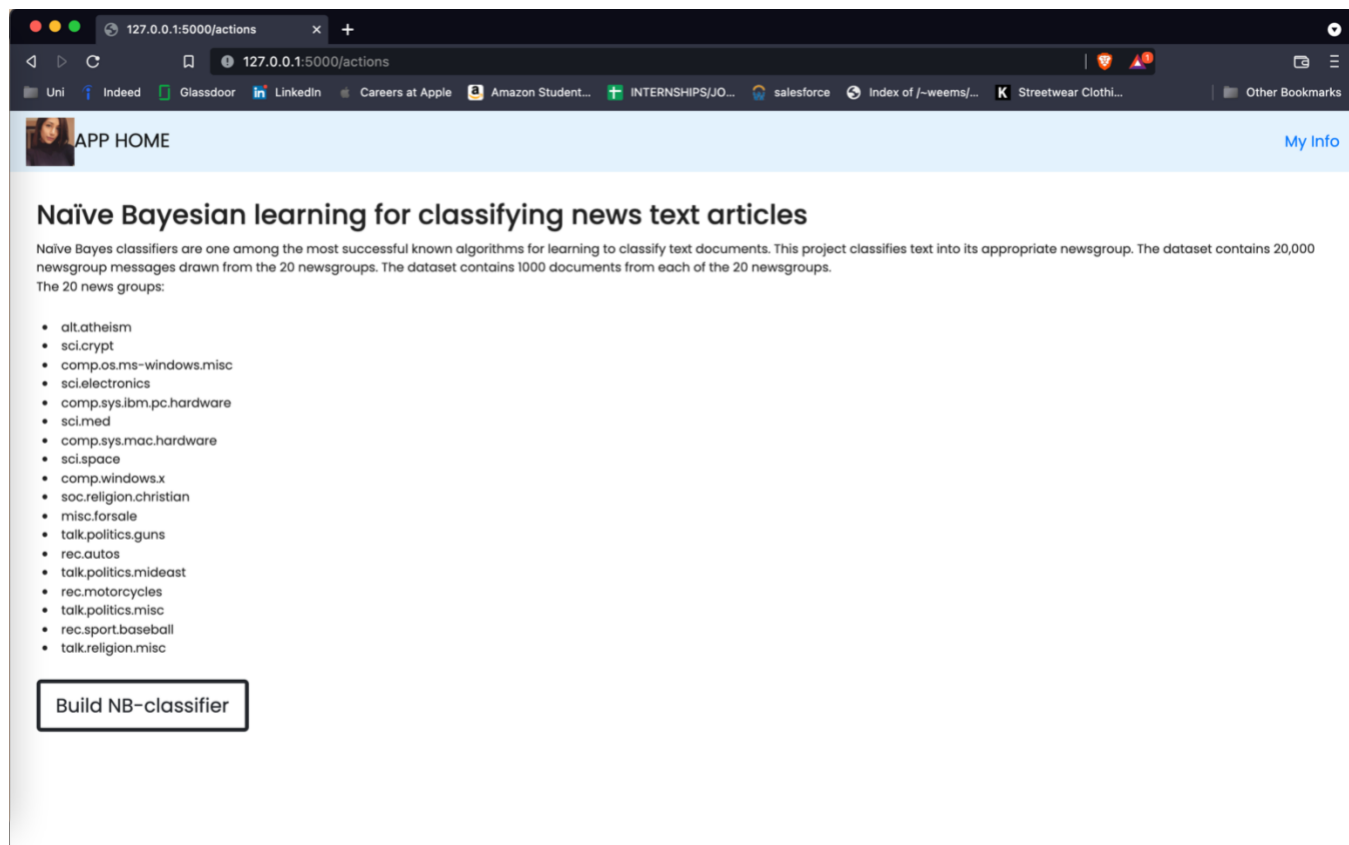 127.0.0.1:5000/actions
127.0.0.1:5000/actions
1
Uni Indeed Glassdoor LinkedIn Careers at Apple Amazon Student... INTERNSHIPS/JO... salesforce Index of /~weems/... Streetwear Clothi... Other Bookmarks
APP HOME My Info
Naïve Bayesian learning for classifying news text articles
Naïve Bayes classifiers are one among the most successful known algorithms for learning to classify text documents. This project classifies text into its appropriate newsgroup. The dataset contains 20,000
newsgroup messages drawn from the 20 newsgroups. The dataset contains 1000 documents from each of the 20 newsgroups.
The 20 news groups:
• alt.atheism
• sci.crypt
• comp.os.ms-windows.misc
• sci.electronics
• comp.sys.ibm.pc.hardware
• sci.med
• comp.sys.mac.hardware
• sci.space
• comp.windows.x
• soc.religion.christian
• misc.forsale
• talk.politics.guns
• rec.autos
• talk.politics.mideast
• rec.motorcycles
• talk.politics.misc
• rec.sport.baseball
• talk.religion.misc
Build NB-classifier